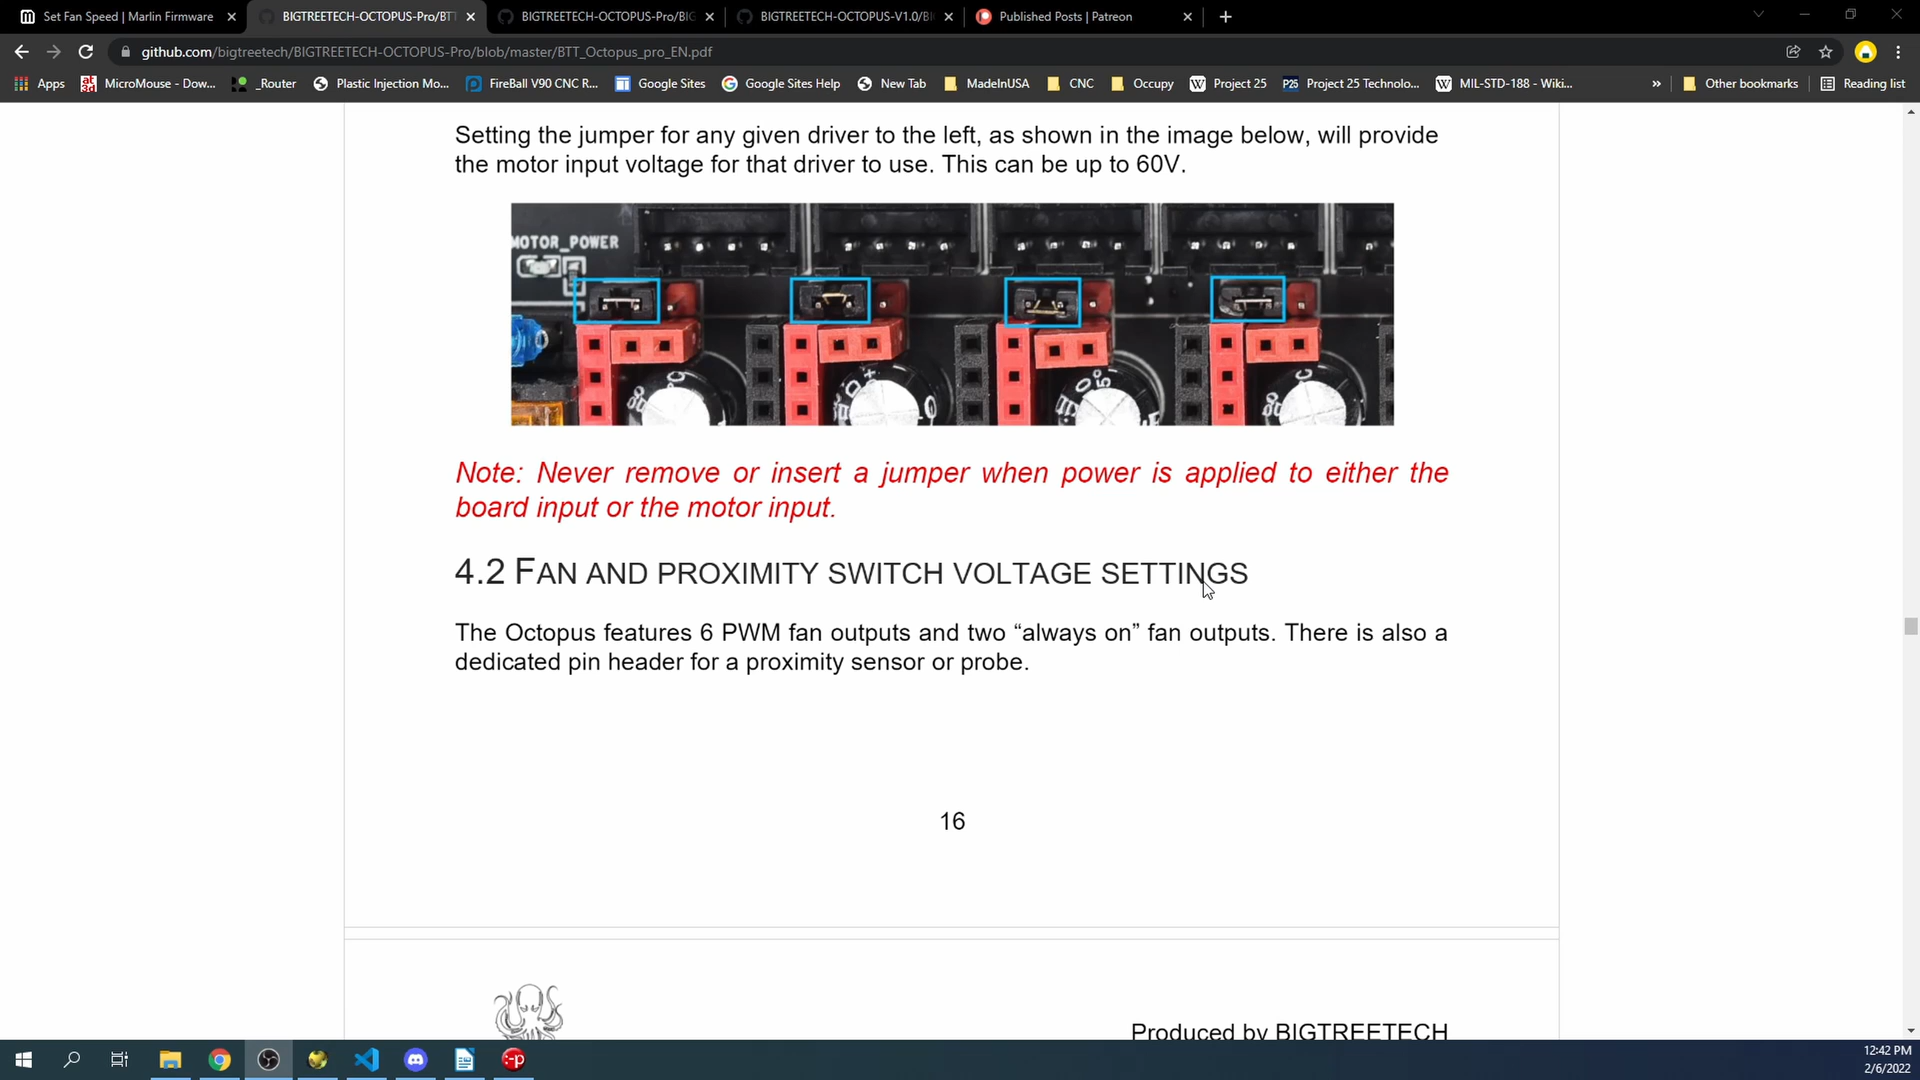 Set Fan Speed | Marlin Firmware
BIGTREETECH-OCTOPUS-Pro/BTT
BIGTREETECH-OCTOPUS-Pro/BIG
BIGTREETECH-OCTOPUS-V1.0/BI
Published Posts | Patreon
github.com/bigtreetech/BIGTREETECH-OCTOPUS-Pro/blob/master/BTT_Octopus_pro_EN.pdf
Apps
MicroMouse - Dow...
_Router
Plastic Injection Mo...
FireBall V90 CNC R...
Google Sites
Google Sites Help
New Tab
MadeInUSA
CNC
Occupy
Project 25
Project 25 Technolo...
MIL-STD-188 - Wiki...
»
Other bookmarks
Reading list
Setting the jumper for any given driver to the left, as shown in the image below, will provide
the motor input voltage for that driver to use. This can be up to 60V.
MOTOR_POWER
Note: Never remove or insert a jumper when power is applied to either the
board input or the motor input.
4.2 FAN AND PROXIMITY SWITCH VOLTAGE SETTINGS
The Octopus features 6 PWM fan outputs and two “always on” fan outputs. There is also a
dedicated pin header for a proximity sensor or probe.
16
Produced by BIGTREETECH
12:42 PM
2/6/2022